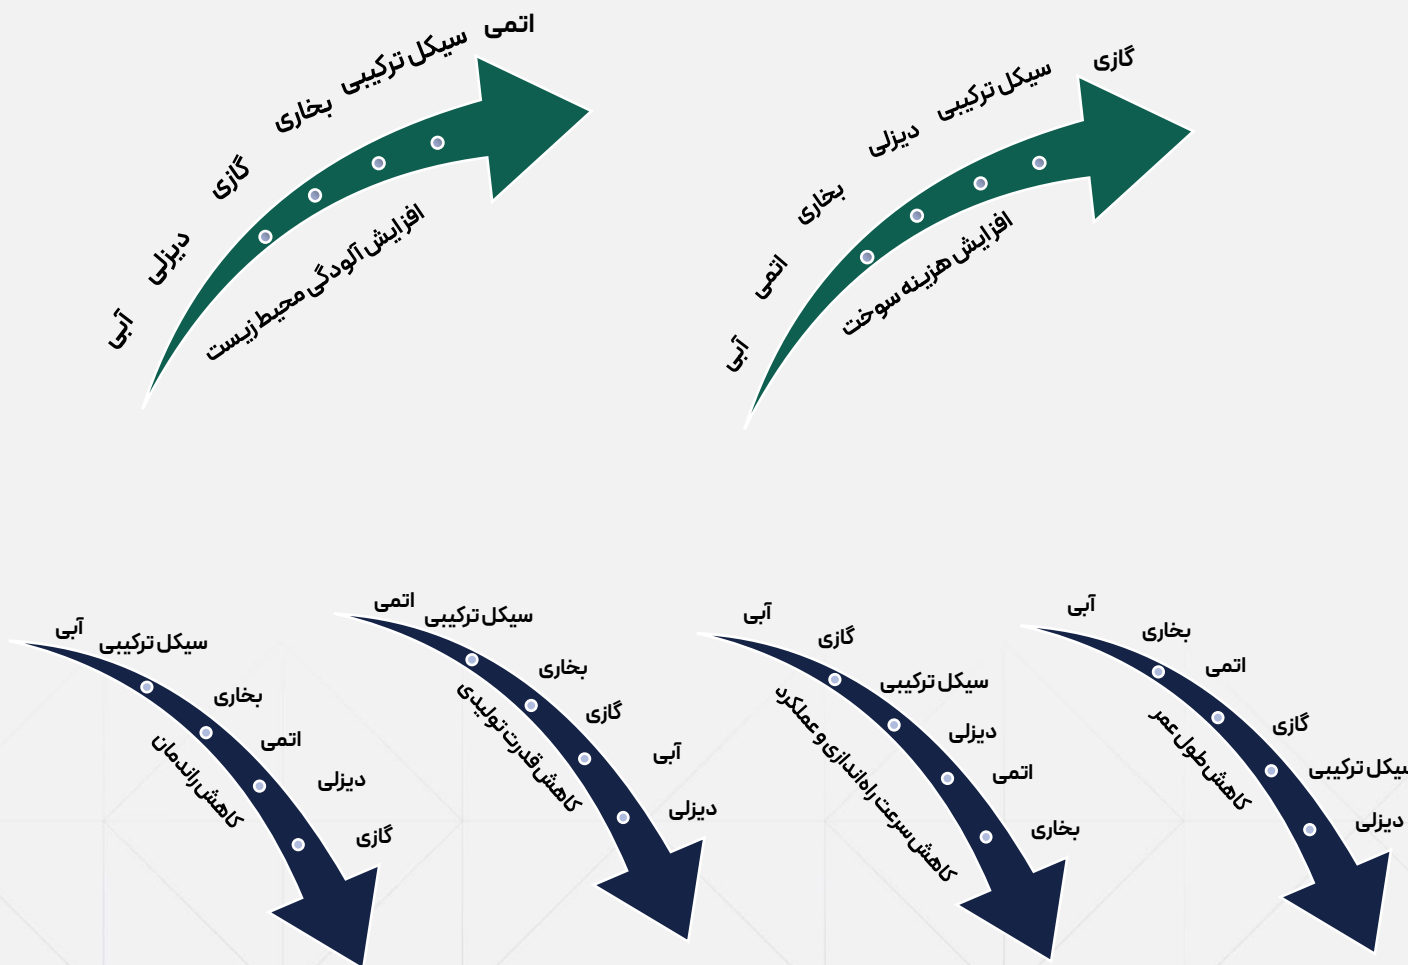 گازی
سیکل ترکیبی
دیزلی
بخاری
اتمی
آبی
افزایش هزینه سوخت
اتمی
سیکل ترکیبی
بخاری
گازی
دیزلی
آبی
افزایش آلودگی محیط زیست
آبی
بخاری
اتمی
گازی
سیکل ترکیبی
دیزلی
کاهش طول عمر
آبی
گازی
سیکل ترکیبی
دیزلی
اتمی
بخاری
کاهش سرعت راه‌اندازی و عملکرد
اتمی
سیکل ترکیبی
بخاری
گازی
آبی
دیزلی
کاهش قدرت تولیدی
آبی
سیکل ترکیبی
بخاری
اتمی
دیزلی
گازی
کاهش راندمان